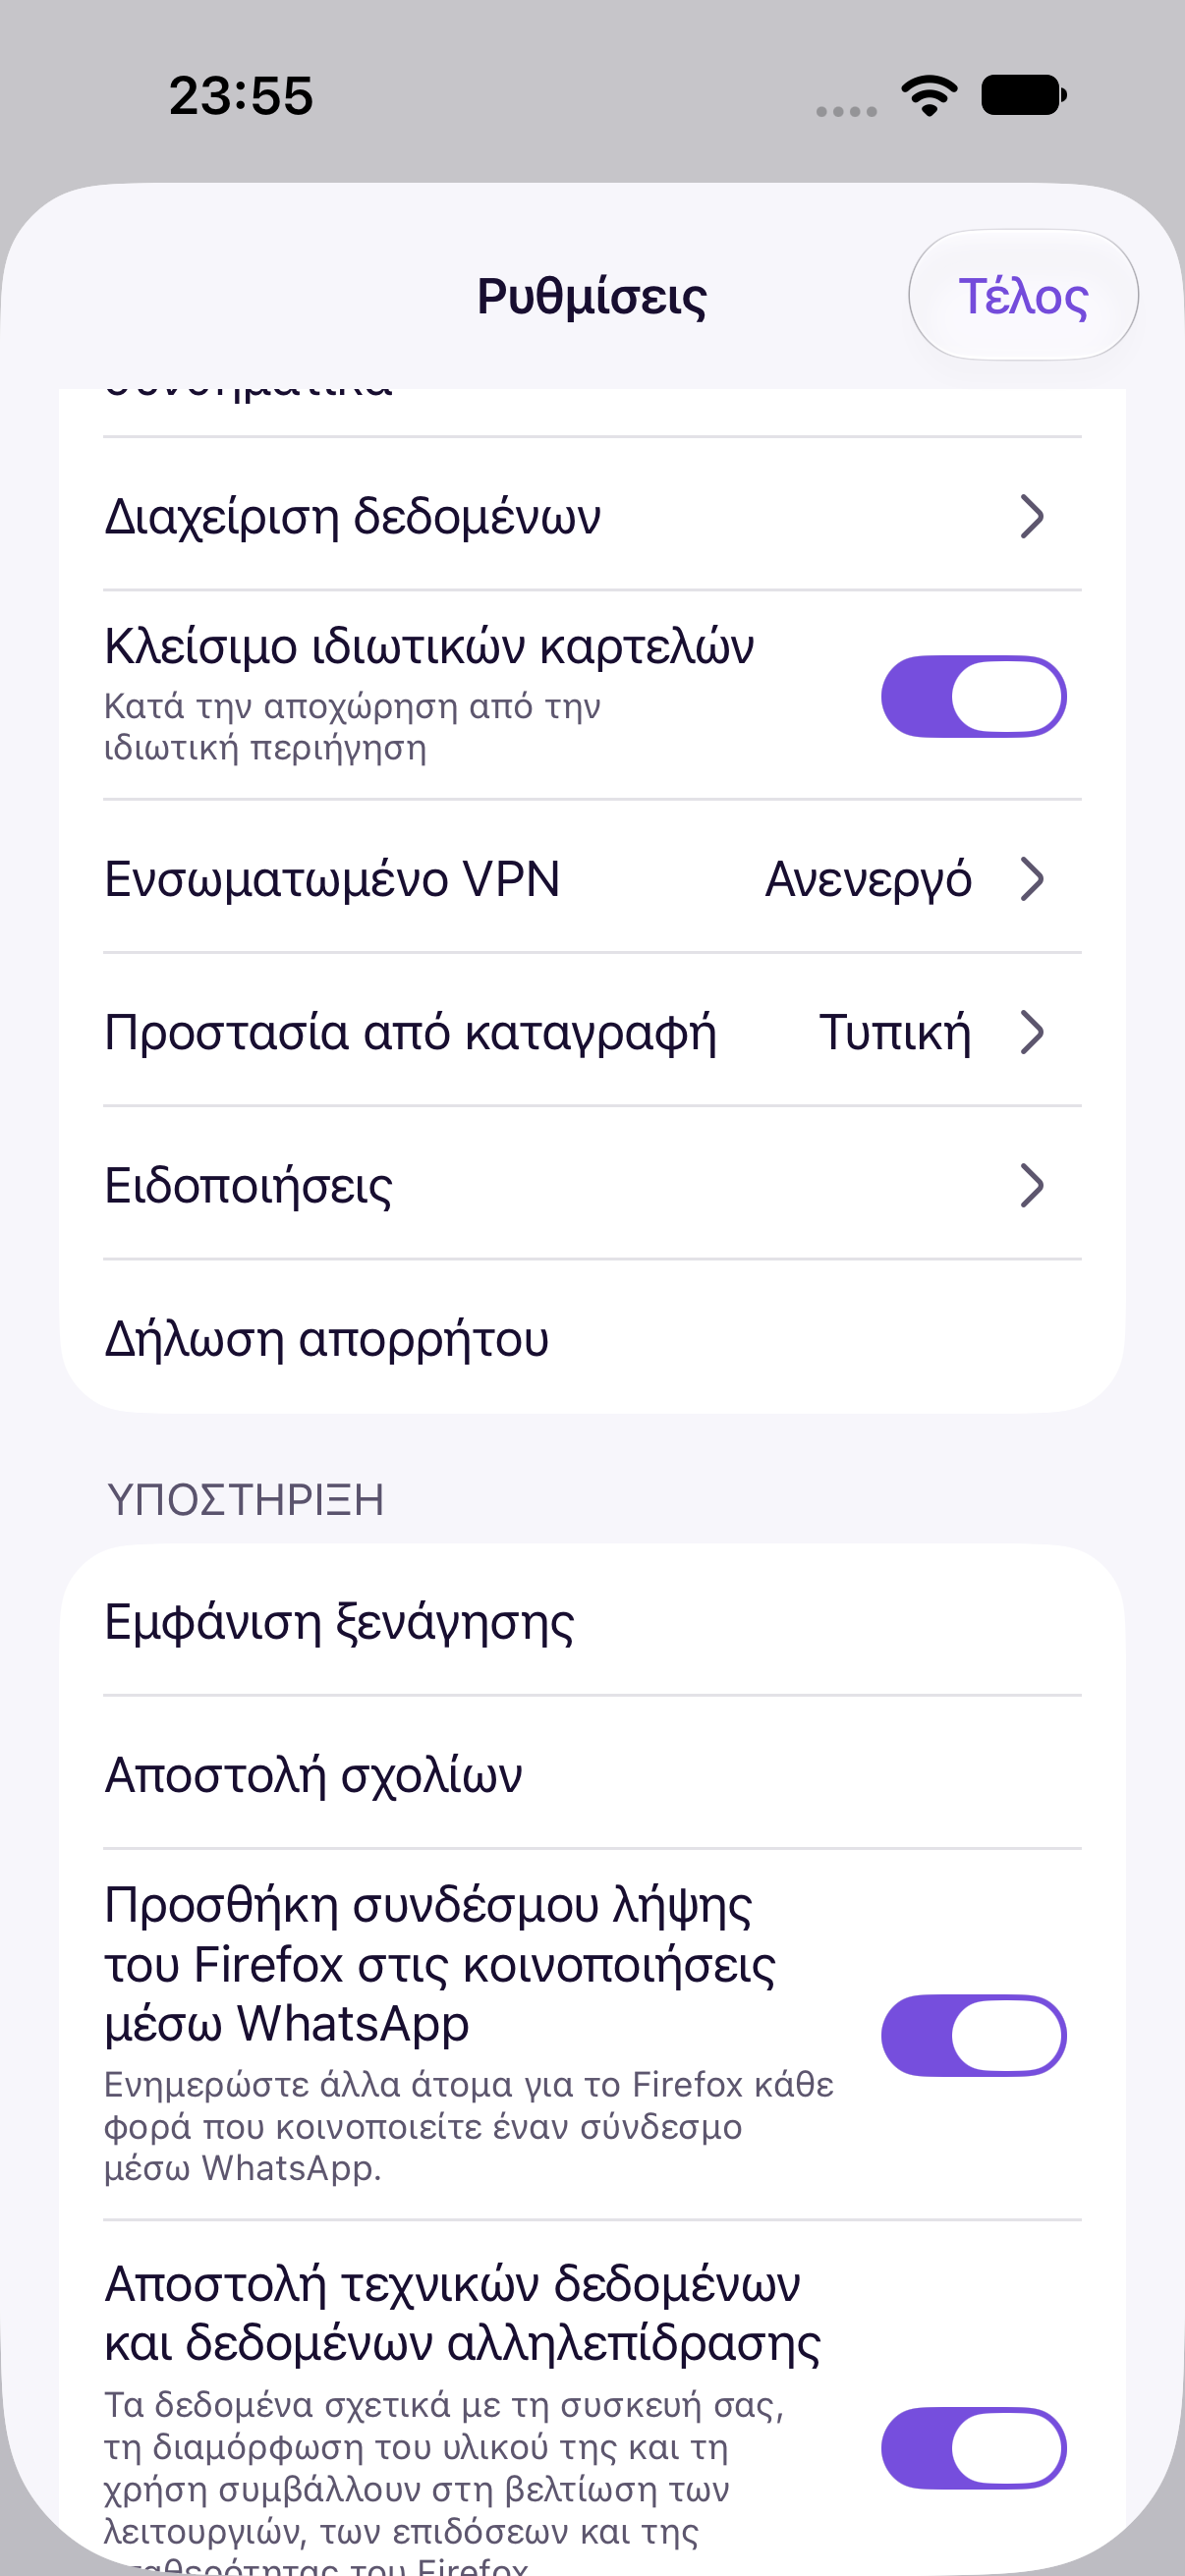 23:55
Ρυθμίσεις
Τέλος
Διαχείριση δεδομένων
Κλείσιμο ιδιωτικών καρτελών
Κατά την αποχώρηση από την
ιδιωτική περιήγηση
Ενσωματωμένο VPN
Ανενεργό
Προστασία από καταγραφή
Τυπική
Ειδοποιήσεις
Δήλωση απορρήτου
ΥΠΟΣΤΗΡΙΞΗ
Εμφάνιση ξενάγησης
Αποστολή σχολίων
Προσθήκη συνδέσμου λήψης
του Firefox στις κοινοποιήσεις
μέσω WhatsApp
Ενημερώστε άλλα άτομα για το Firefox κάθε
φορά που κοινοποιείτε έναν σύνδεσμο
μέσω WhatsApp.
Αποστολή τεχνικών δεδομένων
και δεδομένων αλληλεπίδρασης
Τα δεδομένα σχετικά με τη συσκευή σας,
τη διαμόρφωση του υλικού της και τη
χρήση συμβάλλουν στη βελτίωση των
λειτουργιών, των επιδόσεων και της
του Firefox